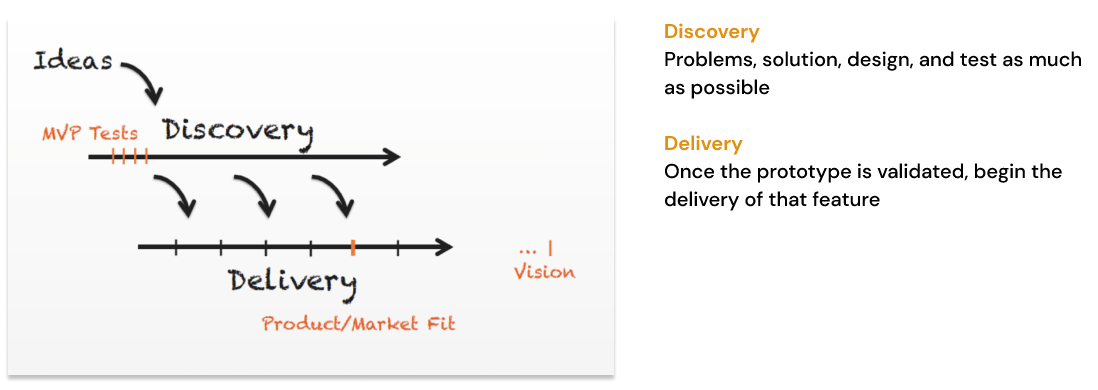 Ideas
MVP Tests
Discovery
Delivery
Product/Market Fit
... |
Vision
Discovery
Problems, solution, design, and test as much
as possible
Delivery
Once the prototype is validated, begin the
delivery of that feature